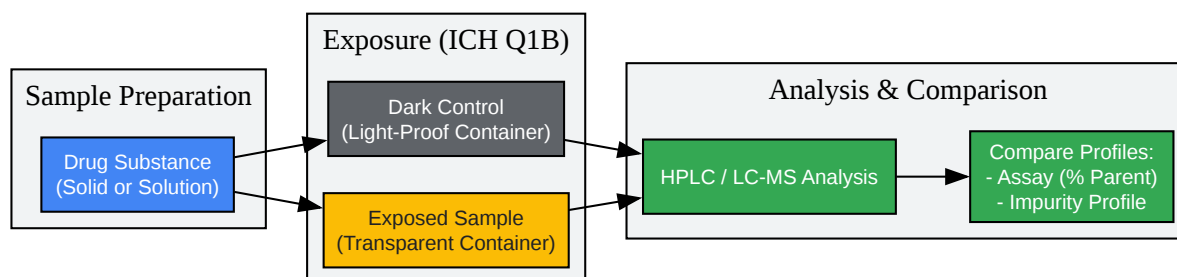 Sample Preparation
Drug Substance
(Solid or Solution)
Exposure (ICH Q1B)
Dark Control
(Light-Proof Container)
Exposed Sample
(Transparent Container)
Analysis & Comparison
HPLC / LC-MS Analysis
Compare Profiles:
- Assay (% Parent)
- Impurity Profile